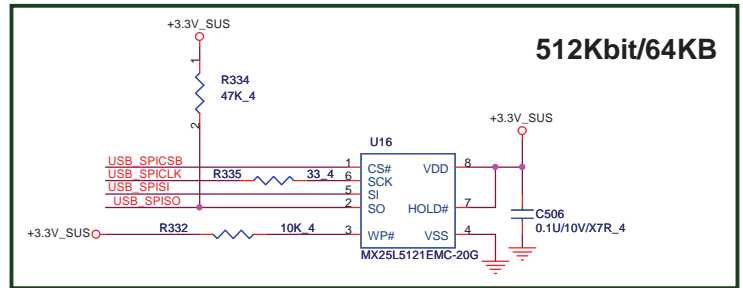 +3.3V_SUS
512Kbit/64KB
1
R334
47K_4
2
+3.3V_SUS
U16
USB_SPICSB 1 CS# VDD 8
USB_SPICLK R335 33_4 6 SCK
USB_SPISI 5 SI
USB_SPISO 2 SO HOLD# 7
C506
0.1U/10V/X7R_4
+3.3V_SUS R332 10K_4 3 WP# VSS 4
MX25L5121EMC-20G